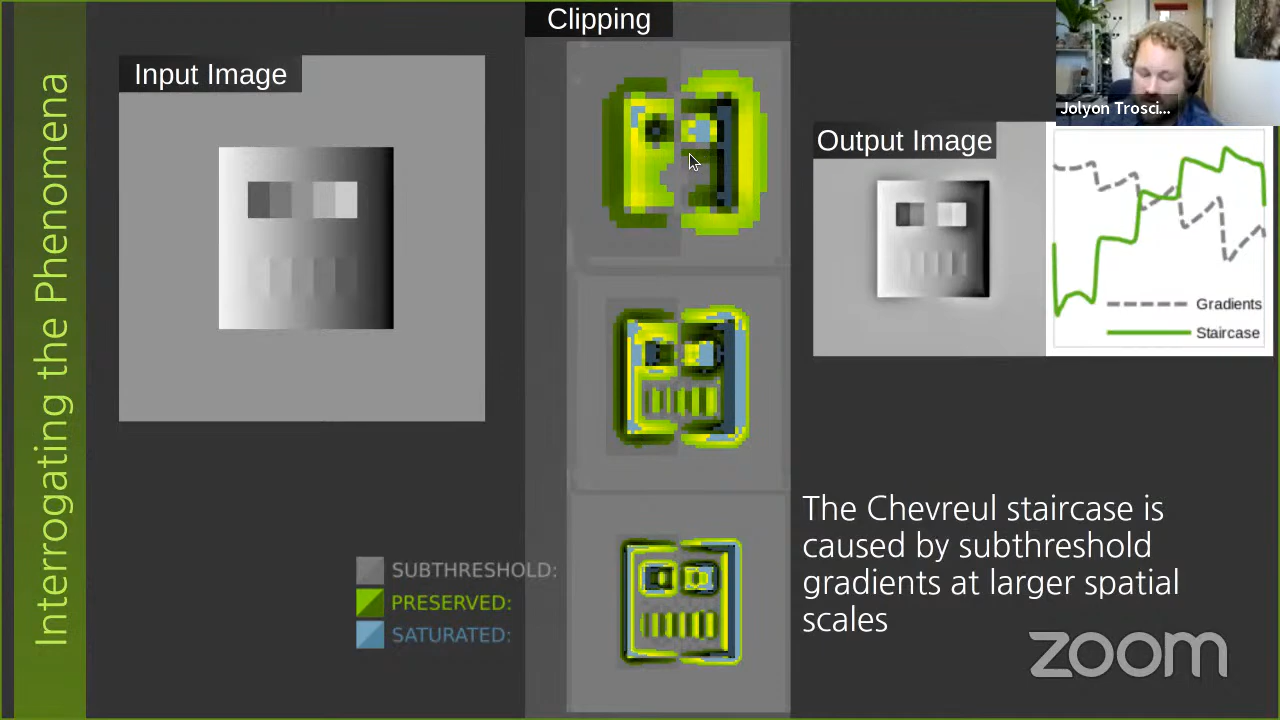 Interrogating the Phenomena
Input Image
Clipping
Output Image
Jolyon Trosci...
Gradients
Staircase
SUBTHRESHOLD:
PRESERVED:
SATURATED:
The Chevreul staircase is
caused by subthreshold
gradients at larger spatial
scales
zoom